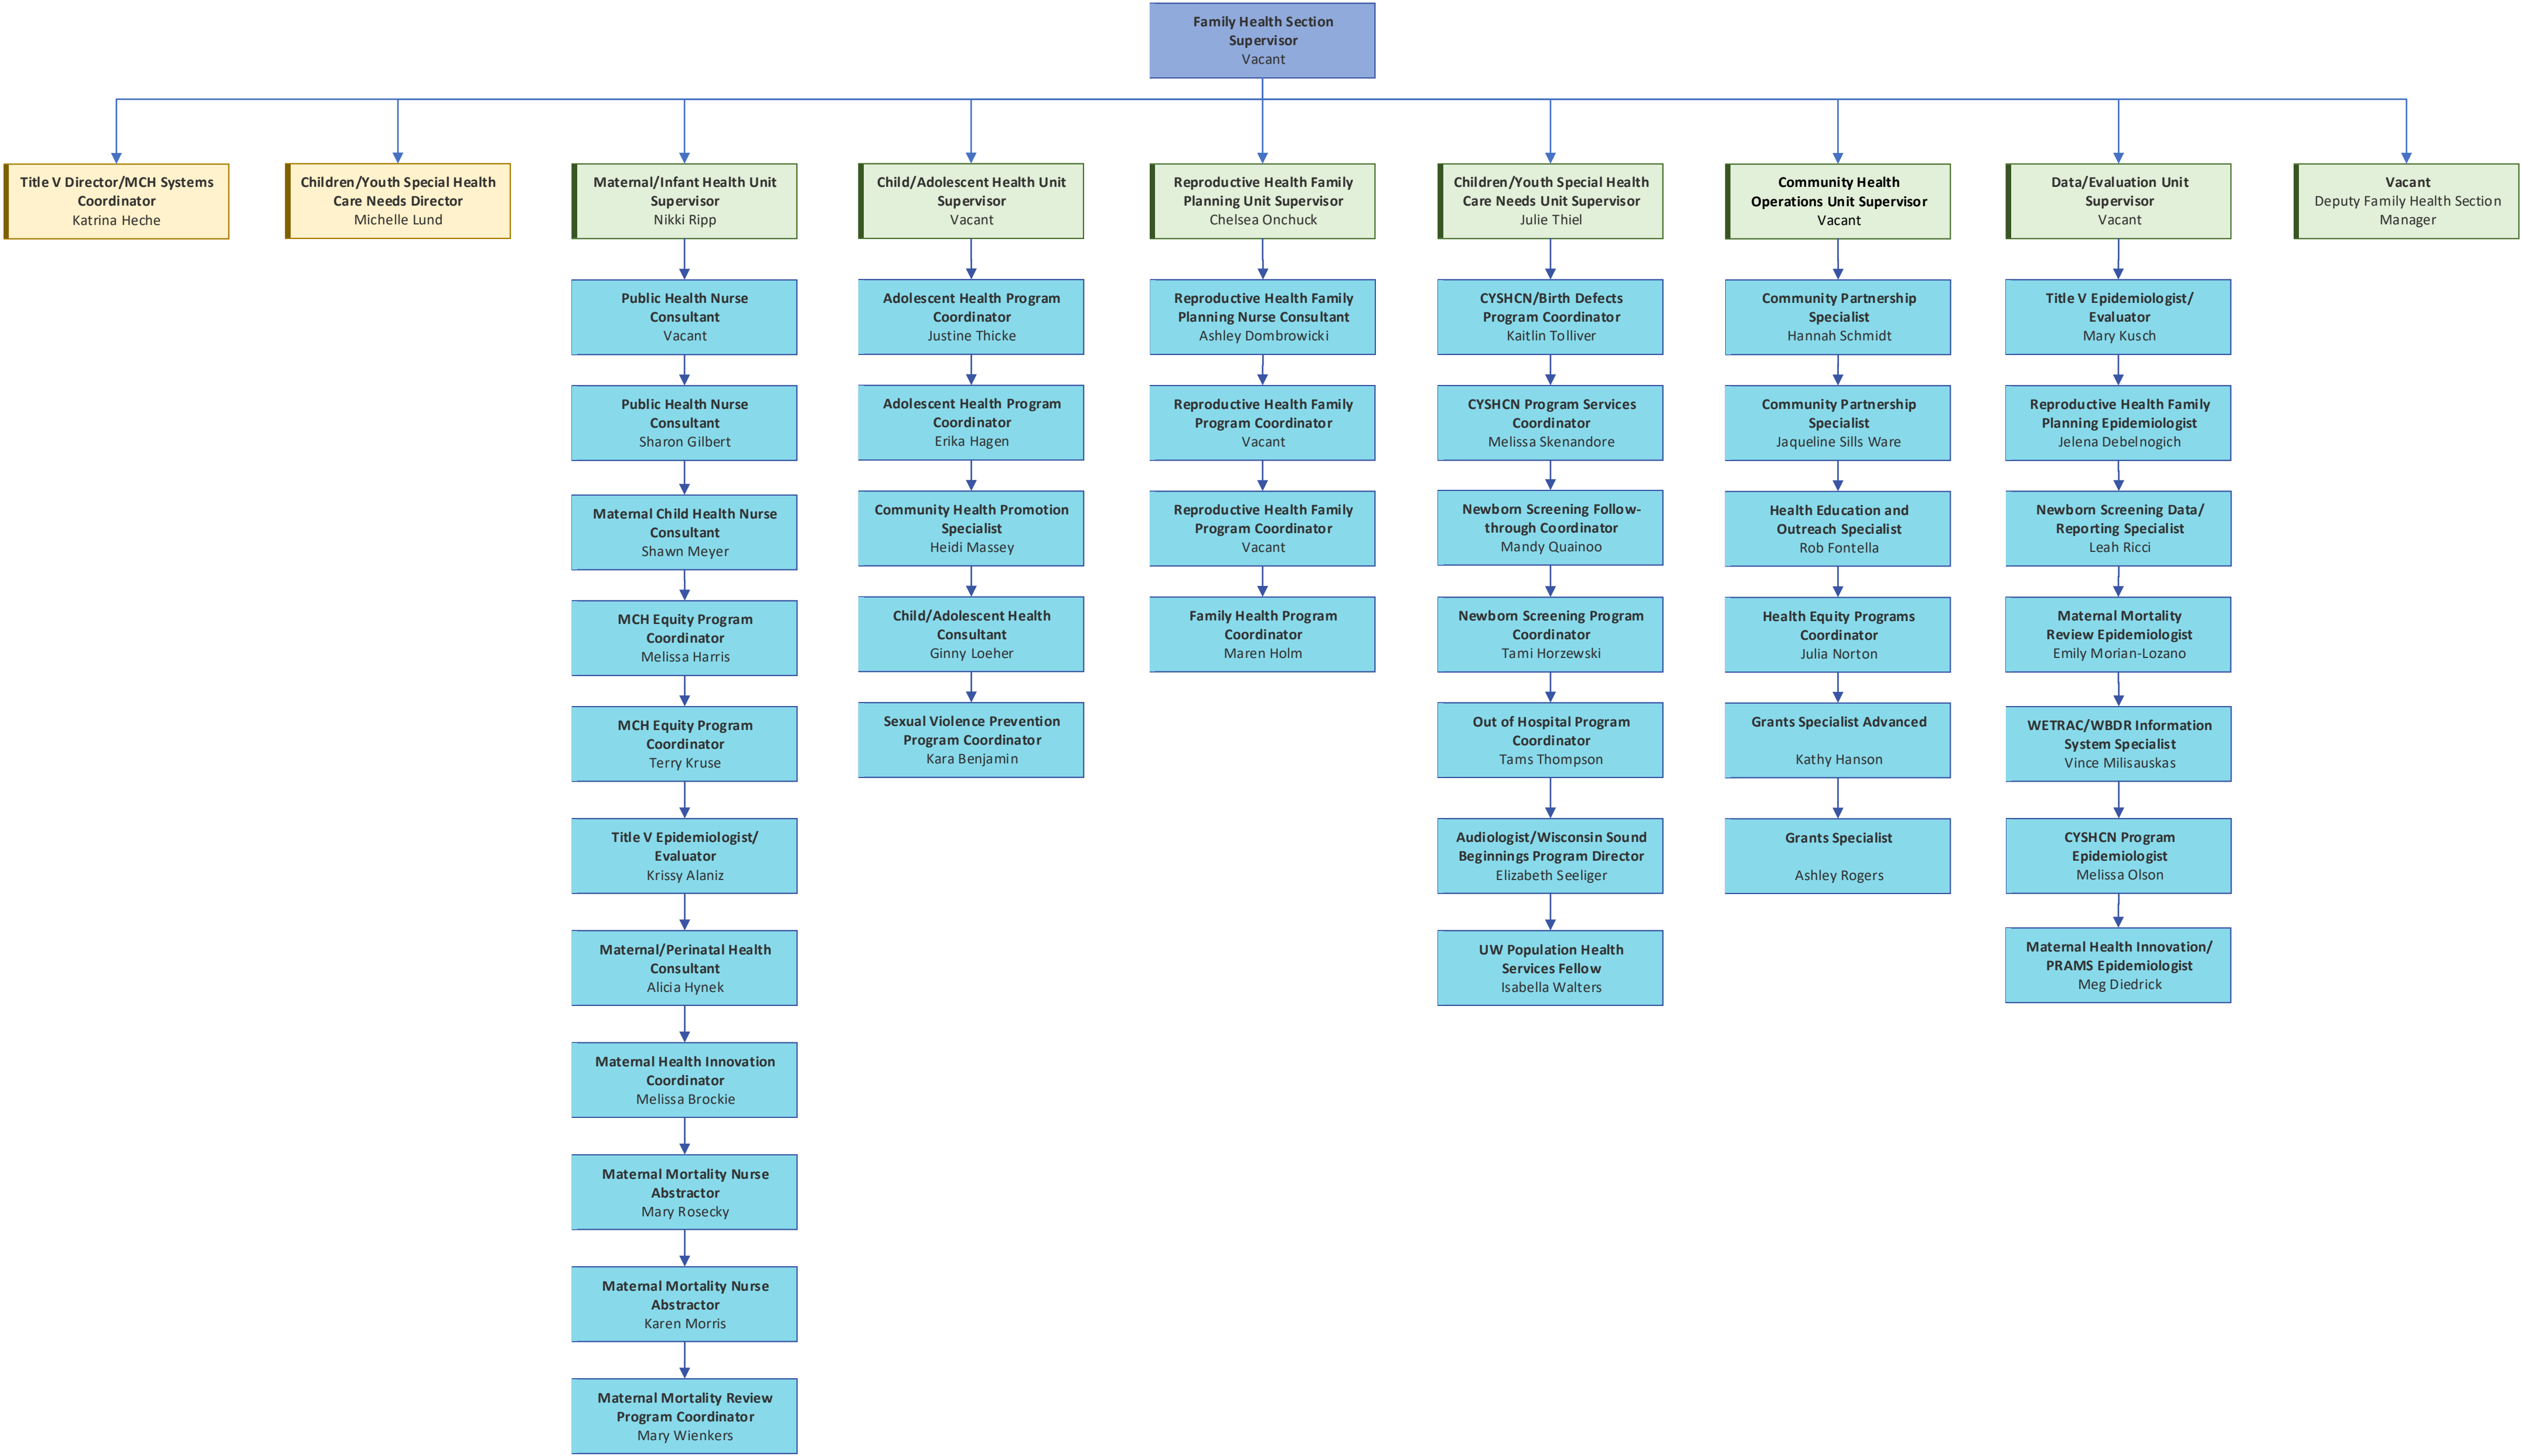 Family Health Section
Supervisor
Vacant
Title V Director/MCH Systems
Coordinator
Katrina Heche
Children/Youth Special Health
Care Needs Director
Michelle Lund
Maternal/Infant Health Unit
Supervisor
Nikki Ripp
Child/Adolescent Health Unit
Supervisor
Vacant
Reproductive Health Family
Planning Unit Supervisor
Chelsea Onchuck
Children/Youth Special Health
Care Needs Unit Supervisor
Julie Thiel
Community Health
Operations Unit Supervisor
Vacant
Data/Evaluation Unit
Supervisor
Vacant
Vacant
Deputy Family Health Section
Manager
Public Health Nurse
Consultant
Vacant
Public Health Nurse
Consultant
Sharon Gilbert
Maternal Child Health Nurse
Consultant
Shawn Meyer
MCH Equity Program
Coordinator
Melissa Harris
MCH Equity Program
Coordinator
Terry Kruse
Title V Epidemiologist/
Evaluator
Krissy Alaniz
Maternal/Perinatal Health
Consultant
Alicia Hynek
Maternal Health Innovation
Coordinator
Melissa Brockie
Maternal Mortality Nurse
Abstractor
Mary Rosecky
Maternal Mortality Nurse
Abstractor
Karen Morris
Maternal Mortality Review
Program Coordinator
Mary Wienkers
Adolescent Health Program
Coordinator
Justine Thicke
Adolescent Health Program
Coordinator
Erika Hagen
Community Health Promotion
Specialist
Heidi Massey
Child/Adolescent Health
Consultant
Ginny Loeher
Sexual Violence Prevention
Program Coordinator
Kara Benjamin
Reproductive Health Family
Planning Nurse Consultant
Ashley Dombrowicki
Reproductive Health Family
Program Coordinator
Vacant
Reproductive Health Family
Program Coordinator
Vacant
Family Health Program
Coordinator
Maren Holm
CYSHCN/Birth Defects
Program Coordinator
Kaitlin Tolliver
CYSHCN Program Services
Coordinator
Melissa Skenandore
Newborn Screening Follow-
through Coordinator
Mandy Quainoo
Newborn Screening Program
Coordinator
Tami Horzewski
Out of Hospital Program
Coordinator
Tams Thompson
Audiologist/Wisconsin Sound
Beginnings Program Director
Elizabeth Seeliger
UW Population Health
Services Fellow
Isabella Walters
Community Partnership
Specialist
Hannah Schmidt
Community Partnership
Specialist
Jaqueline Sills Ware
Health Education and
Outreach Specialist
Rob Fontella
Health Equity Programs
Coordinator
Julia Norton
Grants Specialist Advanced
Kathy Hanson
Grants Specialist
Ashley Rogers
Title V Epidemiologist/
Evaluator
Mary Kusch
Reproductive Health Family
Planning Epidemiologist
Jelena Debelnogich
Newborn Screening Data/
Reporting Specialist
Leah Ricci
Maternal Mortality
Review Epidemiologist
Emily Morian-Lozano
WETRAC/WBDR Information
System Specialist
Vince Milisauskas
CYSHCN Program
Epidemiologist
Melissa Olson
Maternal Health Innovation/
PRAMS Epidemiologist
Meg Diedrick